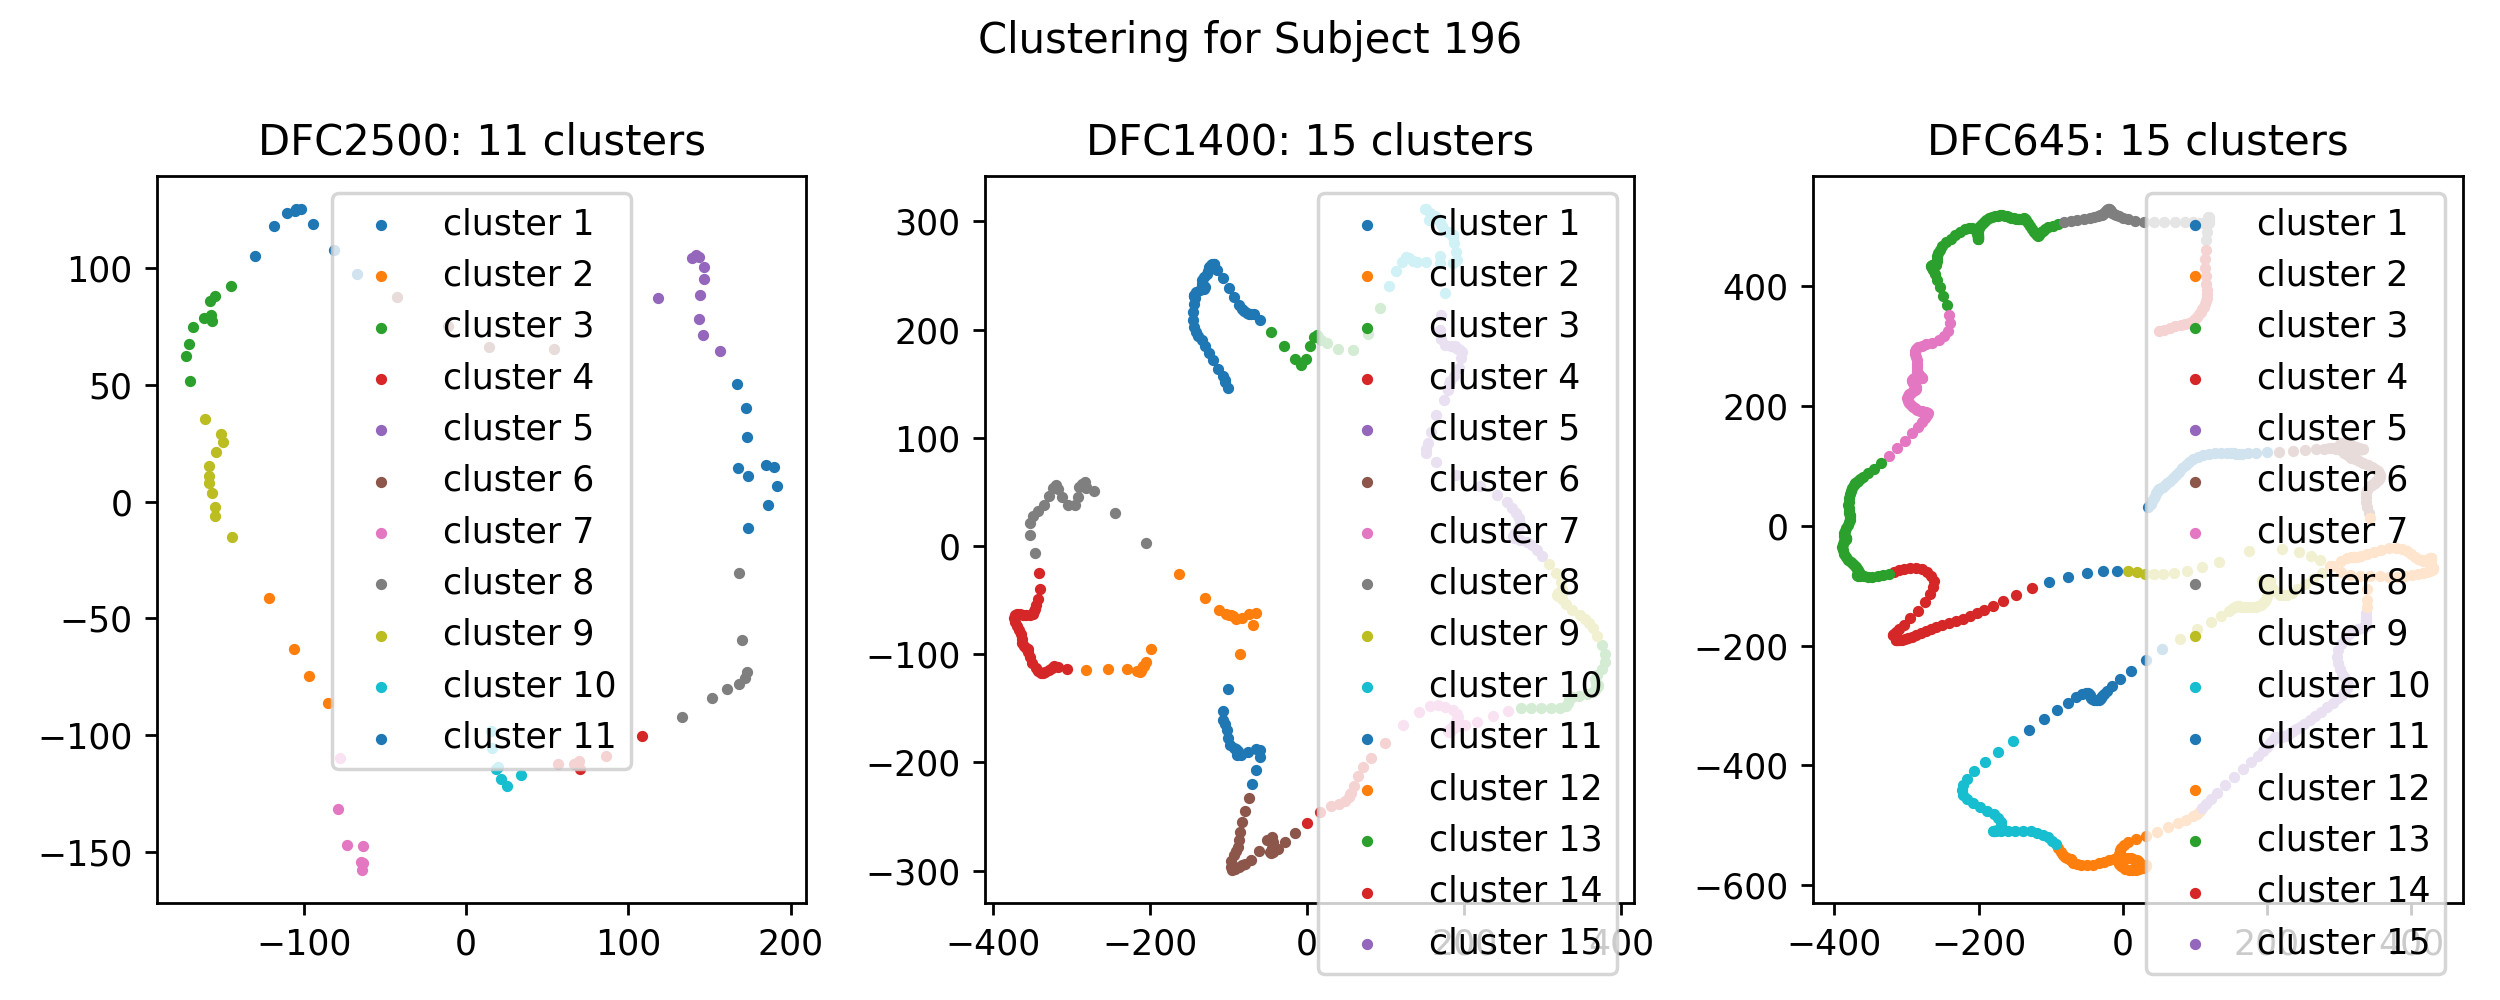 Clustering for Subject 196
DFC2500: 11 clusters
100
50
0
−50
−100
−150
−100
0
100
200
cluster 1
cluster 2
cluster 3
cluster 4
cluster 5
cluster 6
cluster 7
cluster 8
cluster 9
cluster 10
cluster 11
DFC1400: 15 clusters
300
200
100
0
−100
−200
−300
−400
−200
0
200
400
cluster 1
cluster 2
cluster 3
cluster 4
cluster 5
cluster 6
cluster 7
cluster 8
cluster 9
cluster 10
cluster 11
cluster 12
cluster 13
cluster 14
cluster 15
DFC645: 15 clusters
400
200
0
−200
−400
−600
−400
−200
0
200
400
cluster 1
cluster 2
cluster 3
cluster 4
cluster 5
cluster 6
cluster 7
cluster 8
cluster 9
cluster 10
cluster 11
cluster 12
cluster 13
cluster 14
cluster 15